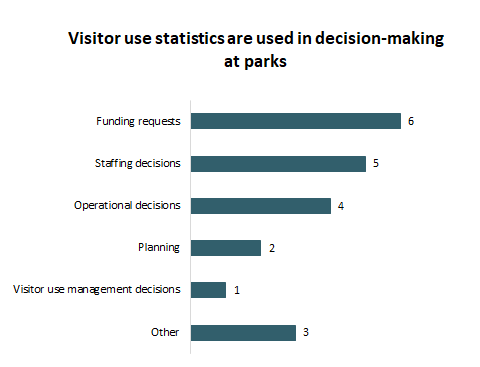 Visitor use statistics are used in decision-making
at parks
Funding requests 6
Staffing decisions 5
Operational decisions 4
Planning 2
Visitor use management decisions 1
Other 3